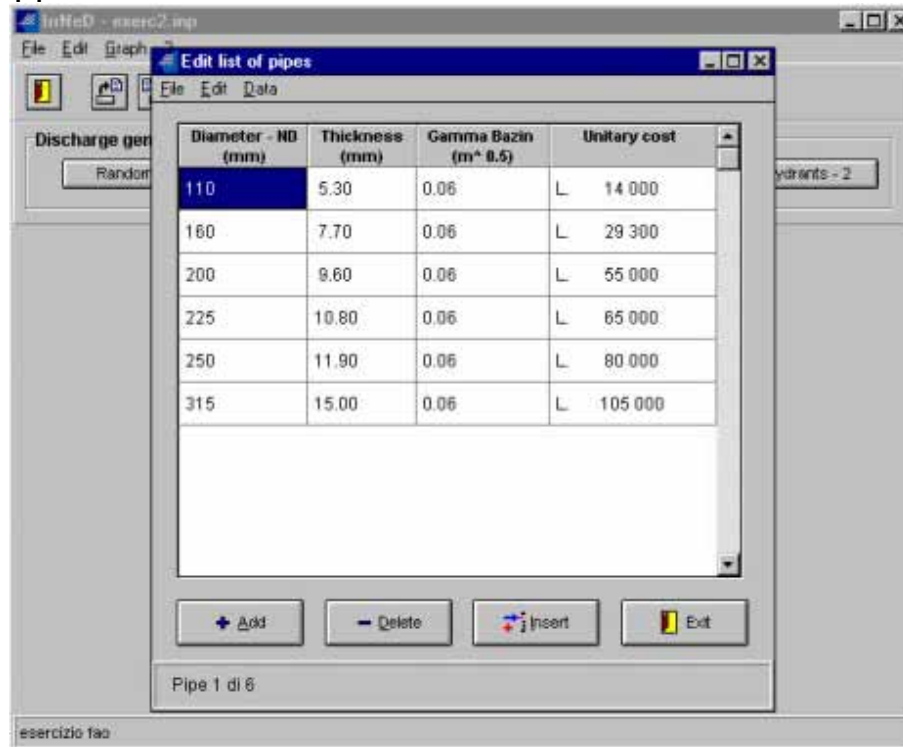 - exerc2.inp
File Edit Graph ?
Edit list of pipes
File Edit Data
Discharge gen
Random
ydrants - 2
Diameter - ND (mm) Thickness (mm) Gamma Bazin (m^ 0.5) Unitary cost
110 5.30 0.06 L. 14 000
160 7.70 0.06 L. 29 300
200 9.60 0.06 L. 55 000
225 10.80 0.06 L. 65 000
250 11.90 0.06 L. 80 000
315 15.00 0.06 L. 105 000
+ Add - Delete Insert Exit
Pipe 1 di 6
esercizio fao